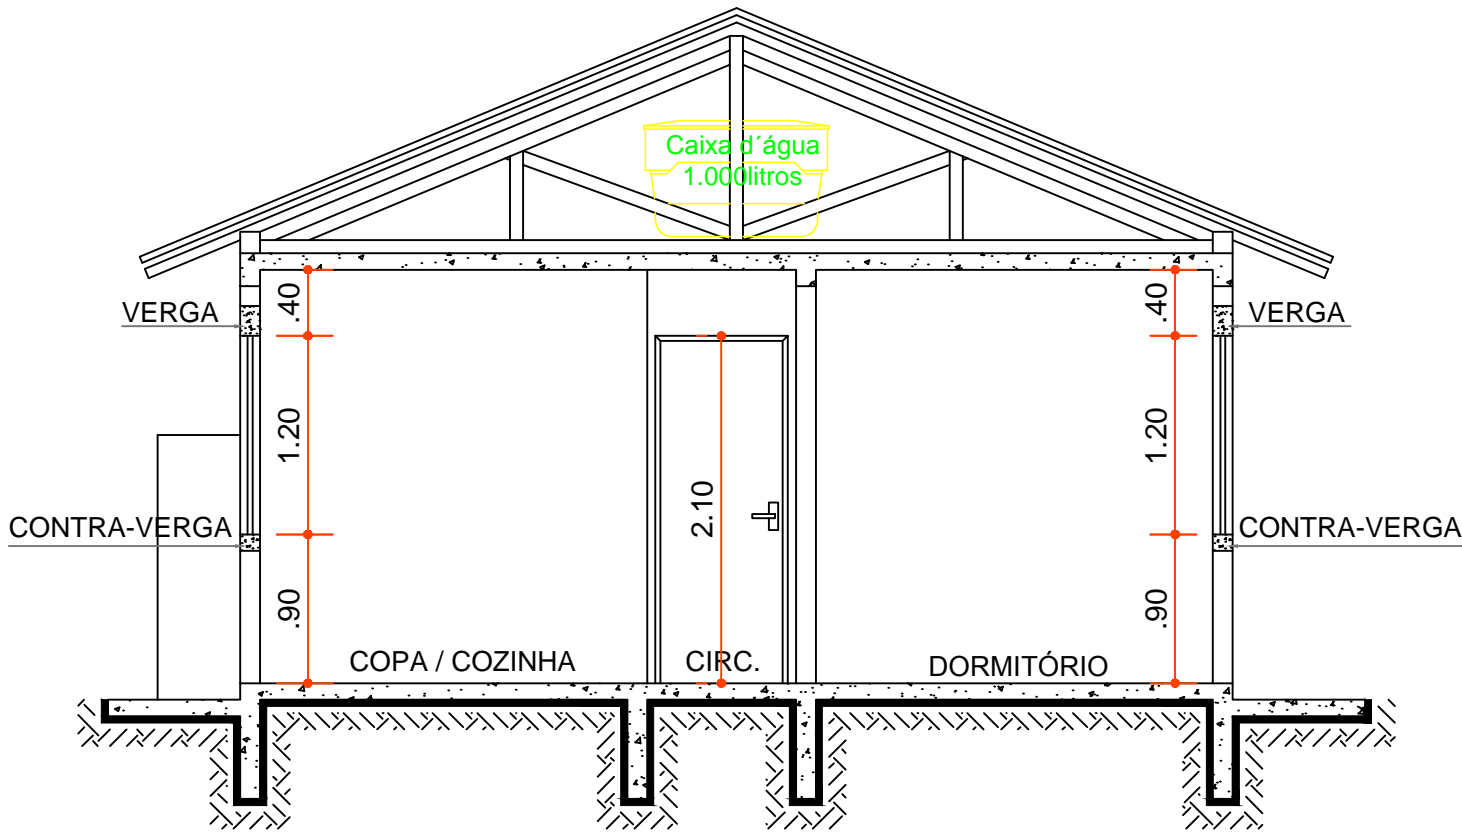 Caixa d´água
1.000litros
.40
.40
VERGA
VERGA
1.20
1.20
2.10
CONTRA-VERGA
CONTRA-VERGA
.90
.90
COPA / COZINHA
CIRC.
DORMITÓRIO